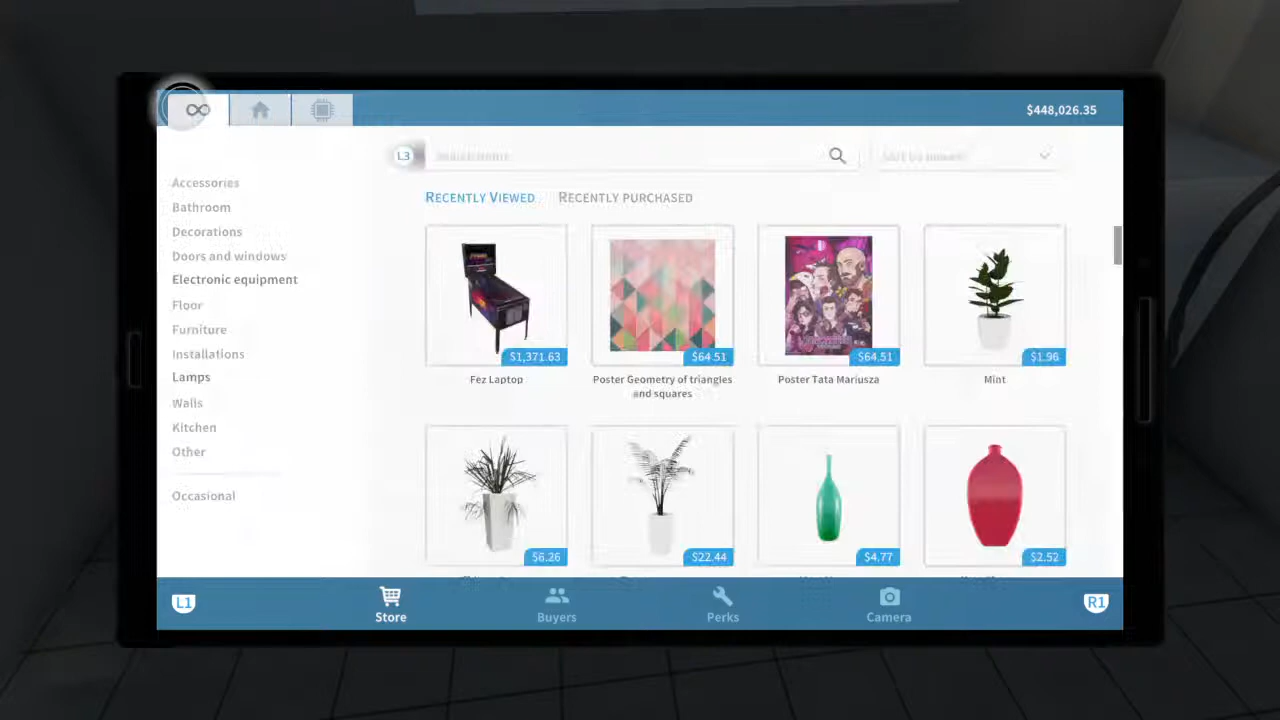 $448,026.35
L3
RECENTLY VIEWED RECENTLY PURCHASED
Accessories
Bathroom
Decorations
Doors and windows
Electronic equipment
Floor
Furniture
Installations
Lamps
Walls
Kitchen
Other
Occasional
$1,371.63
Fez Laptop
$64.51
Poster Geometry of triangles
and squares
$64.51
Poster Tata Mariusza
$1.96
Mint
$6.26
$22.44
$4.77
$2.52
L1
Store
Buyers
Perks
Camera
R1